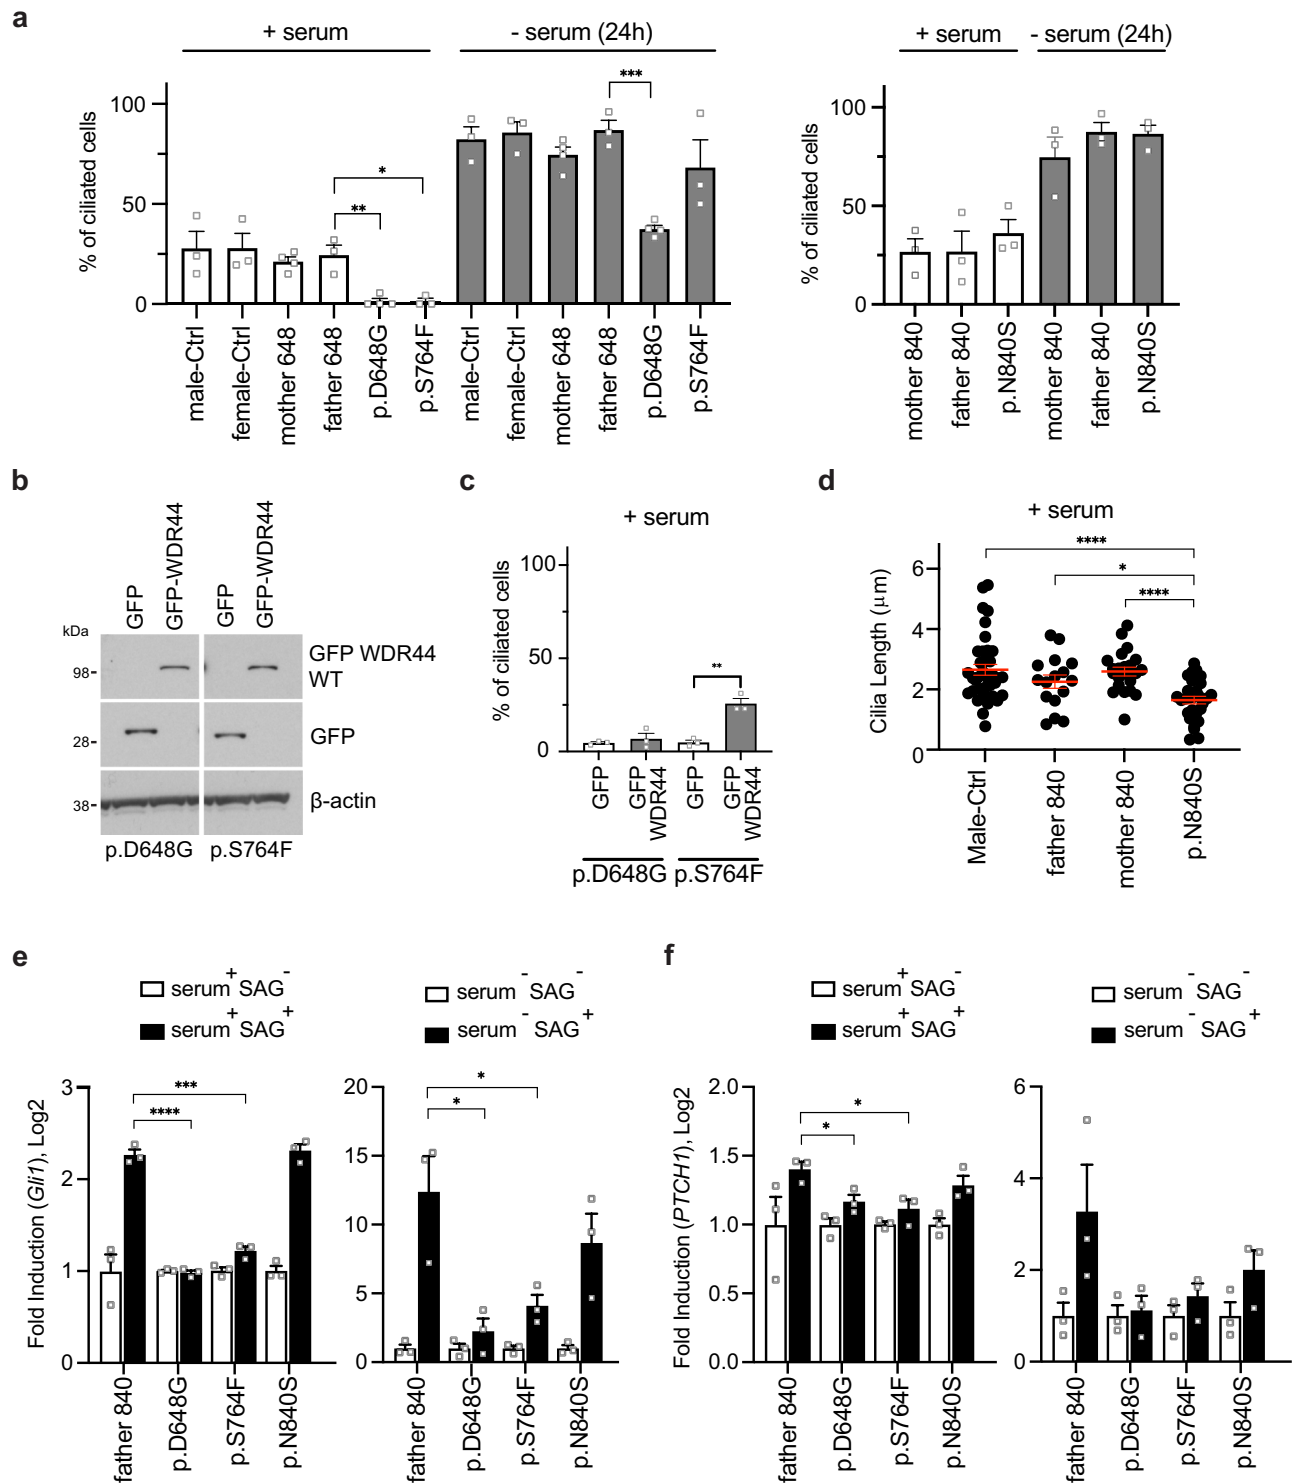 a
+ serum
- serum (24h)
+ serum
- serum (24h)
***
*
**
% of ciliated cells
100
50
0
male-Ctrl
female-Ctrl
mother 648
father 648
p.D648G
p.S764F
male-Ctrl
female-Ctrl
mother 648
father 648
p.D648G
p.S764F
% of ciliated cells
100
50
0
mother 840
father 840
p.N840S
mother 840
father 840
p.N840S
b
GFP
GFP-WDR44
GFP
GFP-WDR44
kDa
98-
GFP WDR44
WT
28-
GFP
38-
β-actin
p.D648G
p.S764F
c
+ serum
% of ciliated cells
100
50
0
**
GFP
GFP
WDR44
GFP
GFP
WDR44
p.D648G
p.S764F
d
+ serum
****
*
****
Cilia Length (μm)
6
4
2
0
Male-Ctrl
father 840
mother 840
p.N840S
e
serum+ SAG-
serum+ SAG+
serum- SAG-
serum- SAG+
Fold Induction (Gli1), Log2
3
2
1
0
***
****
father 840
p.D648G
p.S764F
p.N840S
20
15
10
5
0
*
*
father 840
p.D648G
p.S764F
p.N840S
f
serum+ SAG-
serum+ SAG+
serum- SAG-
serum- SAG+
Fold Induction (PTCH1), Log2
2.0
1.5
1.0
0.5
0.0
*
*
father 840
p.D648G
p.S764F
p.N840S
6
4
2
0
father 840
p.D648G
p.S764F
p.N840S